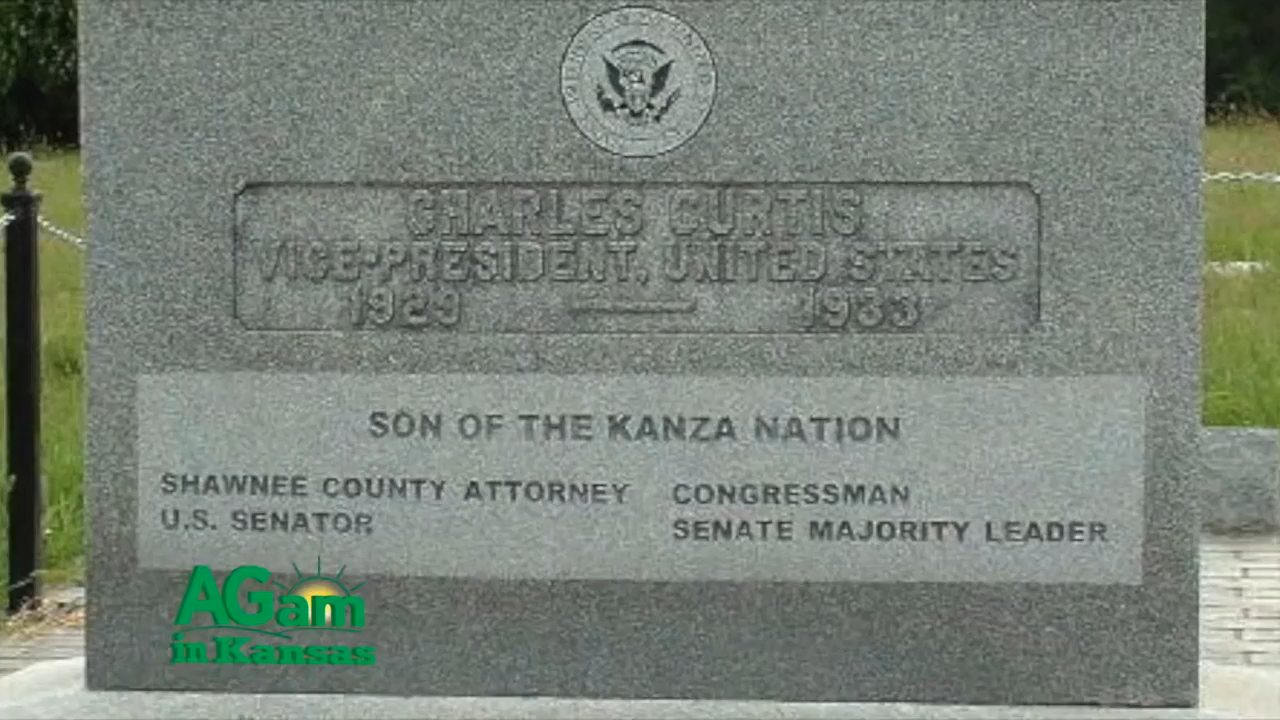 CHARLES CURTIS
VICE-PRESIDENT, UNITED STATES
1929 — 1933
SON OF THE KANZA NATION
SHAWNEE COUNTY ATTORNEY CONGRESSMAN
U.S. SENATOR SENATE MAJORITY LEADER
AGam
in Kansas